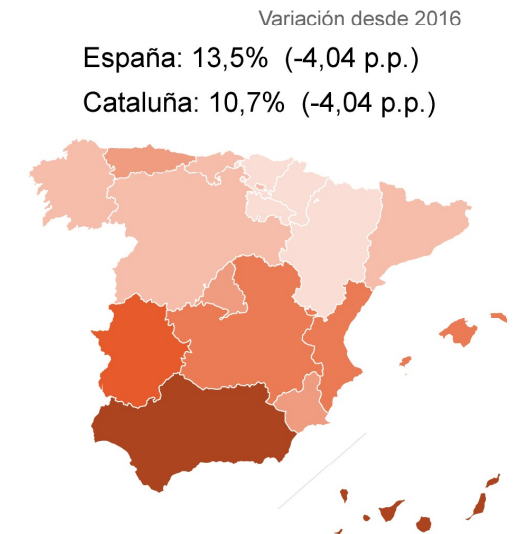 Variación desde 2016
España: 13,5%  (-4,04 p.p.)
Cataluña: 10,7%  (-4,04 p.p.)